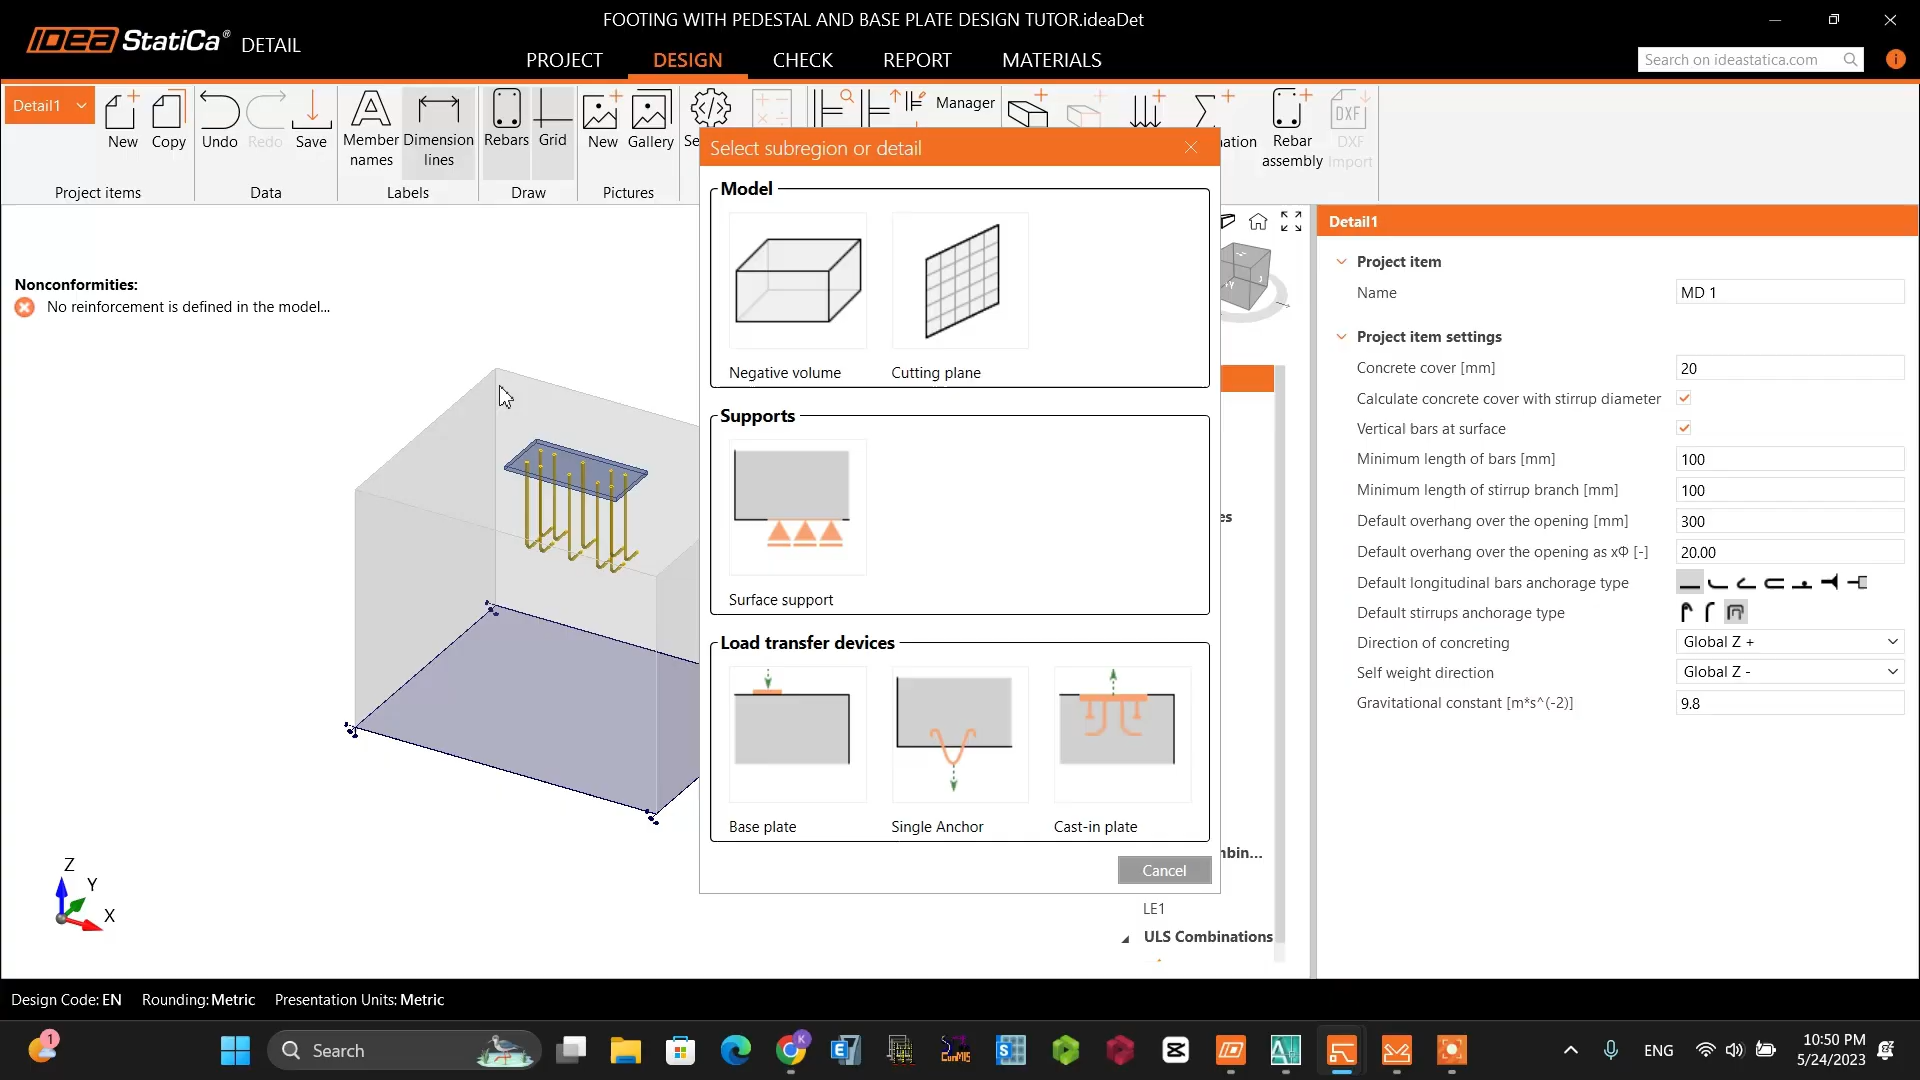 FOOTING WITH PEDESTAL AND BASE PLATE DESIGN TUTOR.ideaDet
IDEA StatiCa® DETAIL
PROJECT DESIGN CHECK REPORT MATERIALS
Search on ideastatica.com
Detail1
New Copy
Undo Redo Save
Member names
Dimension lines
Rebars Grid
New Gallery
Se
Manager
ation
Rebar assembly
DXF Import
Project items Data Labels Draw Pictures
Nonconformities:
No reinforcement is defined in the model...
Z
Y
X
Select subregion or detail
Model
Negative volume Cutting plane
Supports
Surface support
Load transfer devices
Base plate Single Anchor Cast-in plate
Cancel
es
nbin...
LE1
ULS Combinations
+Y
Detail1
Project item
Name MD 1
Project item settings
Concrete cover [mm] 20
Calculate concrete cover with stirrup diameter
Vertical bars at surface
Minimum length of bars [mm] 100
Minimum length of stirrup branch [mm] 100
Default overhang over the opening [mm] 300
Default overhang over the opening as xΦ [-] 20.00
Default longitudinal bars anchorage type
Default stirrups anchorage type
Direction of concreting Global Z +
Self weight direction Global Z -
Gravitational constant [m*s^(-2)] 9.8
Design Code: EN Rounding: Metric Presentation Units: Metric
1
Search
K
ENG
10:50 PM
5/24/2023